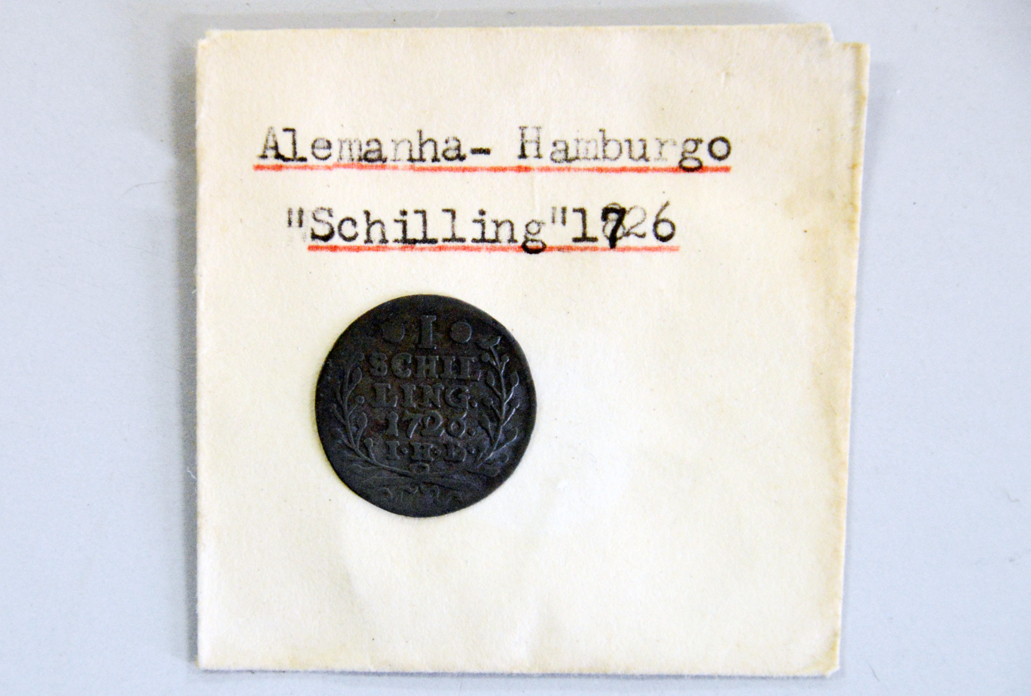 Alemanha- Hamburgo
"Schilling"1726
I
SCHIL
LING.
1726.
I.H.L.